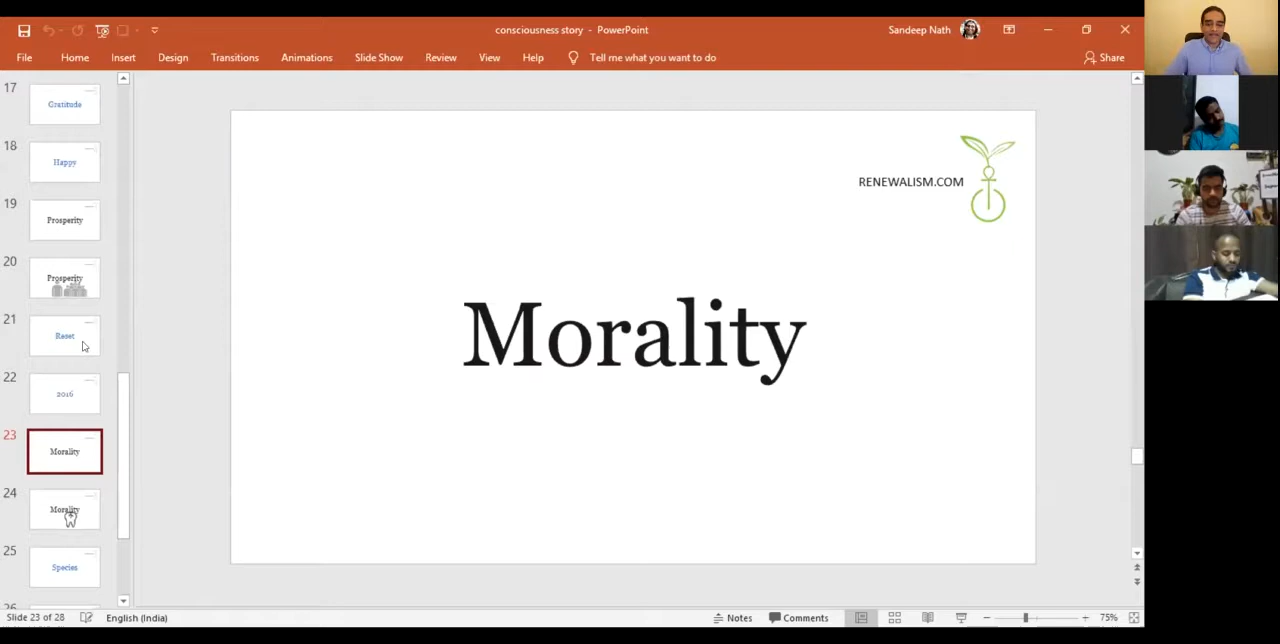 consciousness story - PowerPoint
Sandeep Nath
File Home Insert Design Transitions Animations Slide Show Review View Help Tell me what you want to do Share
17
Gratitude
18
Happy
19
Prosperity
20
Prosperity
21
Reset
22
2016
23
Morality
24
Morality
25
Species
26
RENEWALISM.COM
Morality
Slide 23 of 28 English (India) Notes Comments 75%